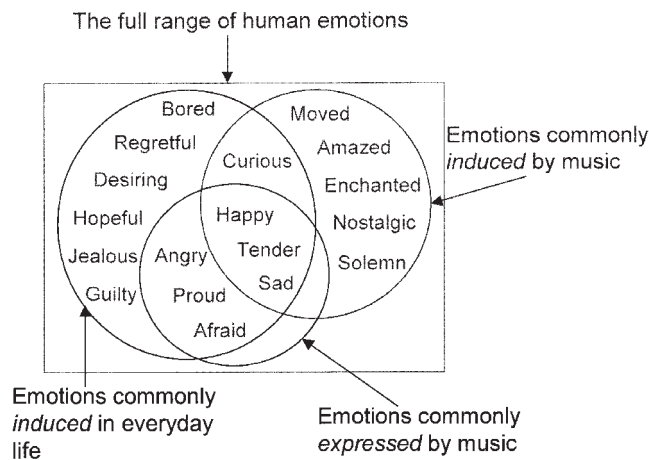 The full range of human emotions
Bored
Moved
Regretful
Amazed
Emotions commonly
induced by music
Curious
Desiring
Enchanted
Hopeful
Happy
Nostalgic
Jealous
Angry
Tender
Solemn
Guilty
Proud
Sad
Afraid
Emotions commonly
induced in everyday
life
Emotions commonly
expressed by music